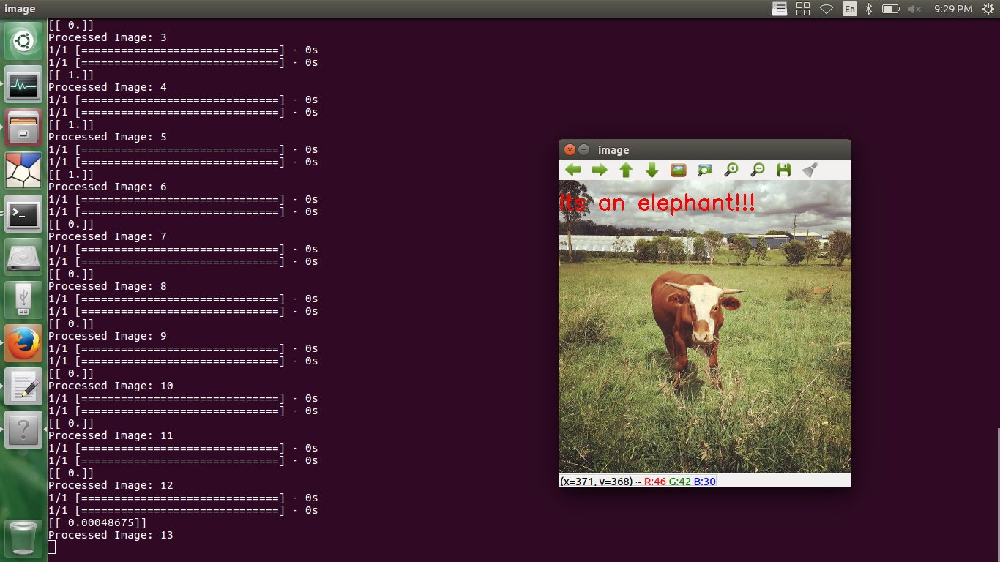 image
En
9:29 PM
[[ 0.]]
Processed Image: 3
1/1 [==============================] - 0s
1/1 [==============================] - 0s
[[ 1.]]
Processed Image: 4
1/1 [==============================] - 0s
1/1 [==============================] - 0s
[[ 1.]]
Processed Image: 5
1/1 [==============================] - 0s
1/1 [==============================] - 0s
[[ 1.]]
Processed Image: 6
1/1 [==============================] - 0s
1/1 [==============================] - 0s
[[ 0.]]
Processed Image: 7
1/1 [==============================] - 0s
1/1 [==============================] - 0s
[[ 0.]]
Processed Image: 8
1/1 [==============================] - 0s
1/1 [==============================] - 0s
[[ 0.]]
Processed Image: 9
1/1 [==============================] - 0s
1/1 [==============================] - 0s
[[ 0.]]
Processed Image: 10
1/1 [==============================] - 0s
1/1 [==============================] - 0s
[[ 0.]]
Processed Image: 11
1/1 [==============================] - 0s
1/1 [==============================] - 0s
[[ 0.]]
Processed Image: 12
1/1 [==============================] - 0s
1/1 [==============================] - 0s
[[ 0.00048675]]
Processed Image: 13
image
Its an elephant!!!
(x=371, y=368) ~ R:46 G:42 B:30